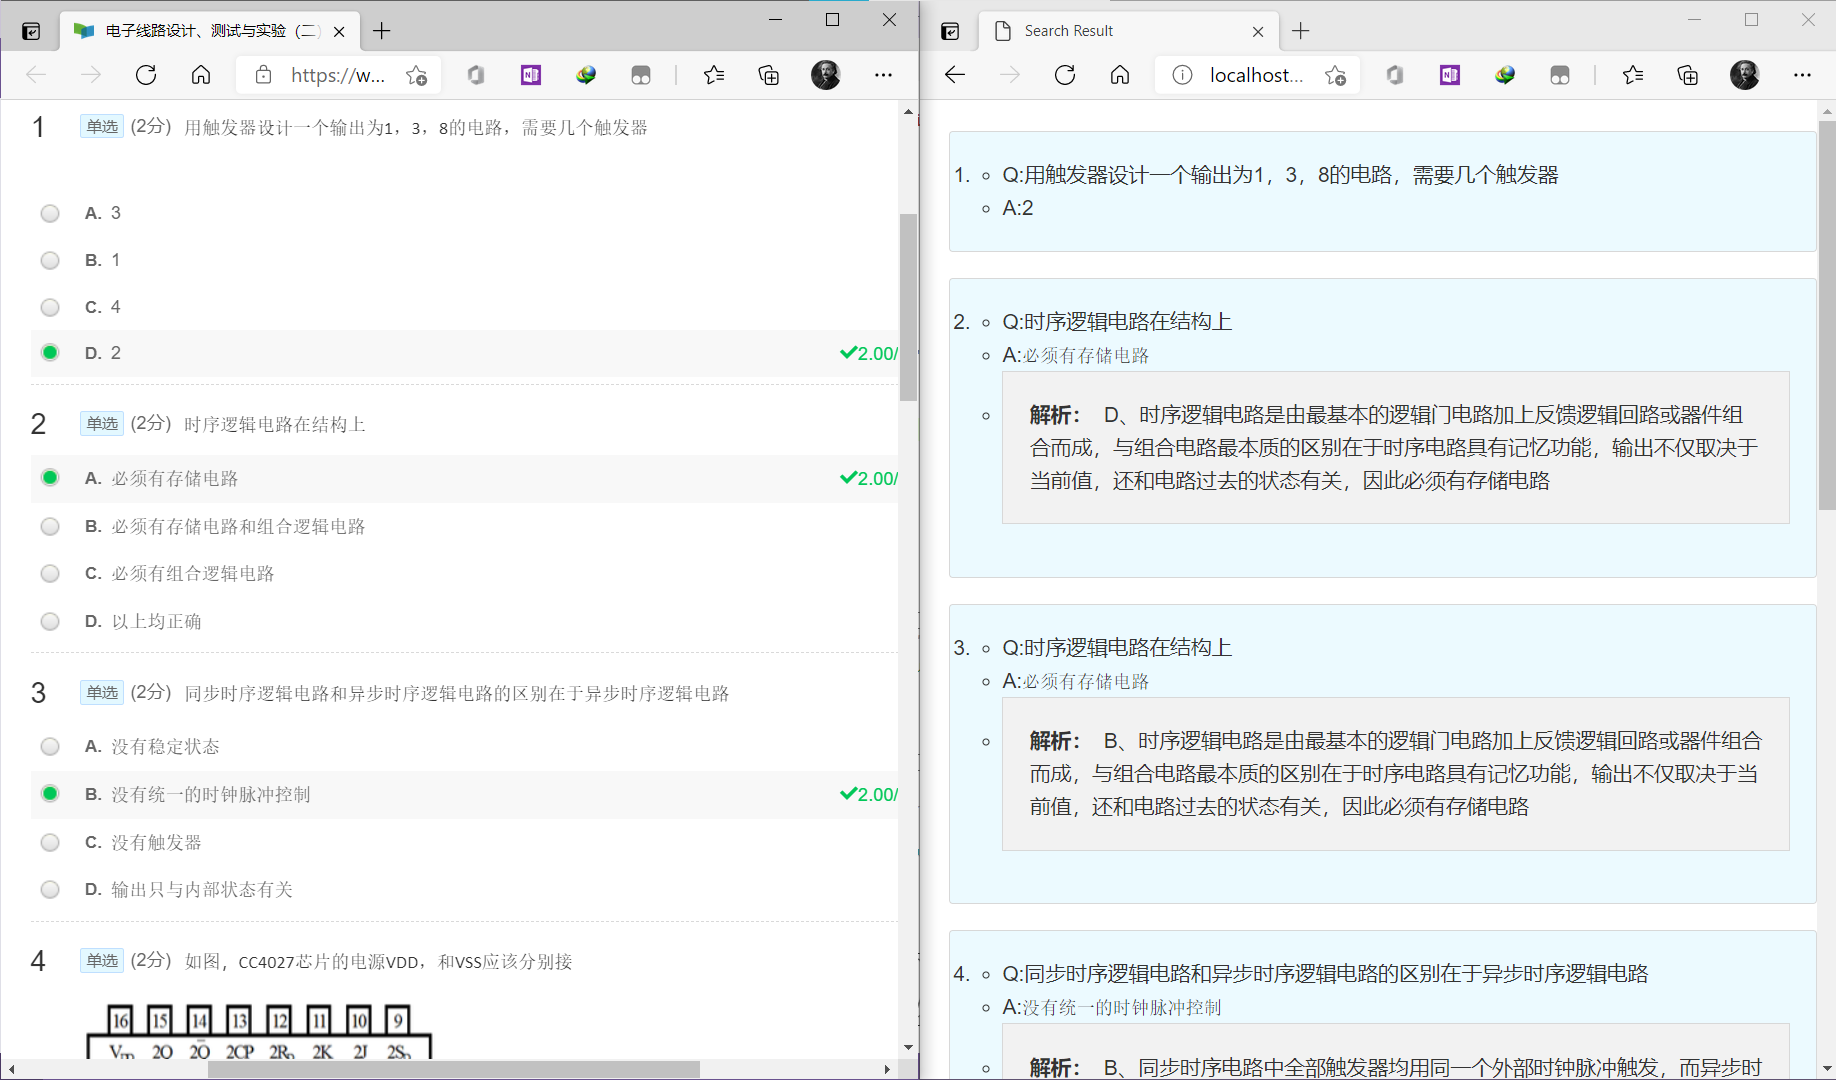 电子线路设计、测试与实验（二）
https://w...
1 单选 (2分) 用触发器设计一个输出为1，3，8的电路，需要几个触发器
A. 3
B. 1
C. 4
D. 2
2.00/
2 单选 (2分) 时序逻辑电路在结构上
A. 必须有存储电路
2.00/
B. 必须有存储电路和组合逻辑电路
C. 必须有组合逻辑电路
D. 以上均正确
3 单选 (2分) 同步时序逻辑电路和异步时序逻辑电路的区别在于异步时序逻辑电路
A. 没有稳定状态
B. 没有统一的时钟脉冲控制
2.00/
C. 没有触发器
D. 输出只与内部状态有关
4 单选 (2分) 如图，CC4027芯片的电源VDD，和VSS应该分别接
16 15 14 13 12 11 10 9
2CP 2K 2J
Search Result
localhost...
1. Q:用触发器设计一个输出为1，3，8的电路，需要几个触发器
A:2
2. Q:时序逻辑电路在结构上
A:必须有存储电路
解析： D、时序逻辑电路是由最基本的逻辑门电路加上反馈逻辑回路或器件组
合而成，与组合电路最本质的区别在于时序电路具有记忆功能，输出不仅取决于
当前值，还和电路过去的状态有关，因此必须有存储电路
3. Q:时序逻辑电路在结构上
A:必须有存储电路
解析： B、时序逻辑电路是由最基本的逻辑门电路加上反馈逻辑回路或器件组合
而成，与组合电路最本质的区别在于时序电路具有记忆功能，输出不仅取决于当
前值，还和电路过去的状态有关，因此必须有存储电路
4. Q:同步时序逻辑电路和异步时序逻辑电路的区别在于异步时序逻辑电路
A:没有统一的时钟脉冲控制
解析： B、同步时序电路中全部触发器均用同一个外部时钟脉冲触发，而异步时